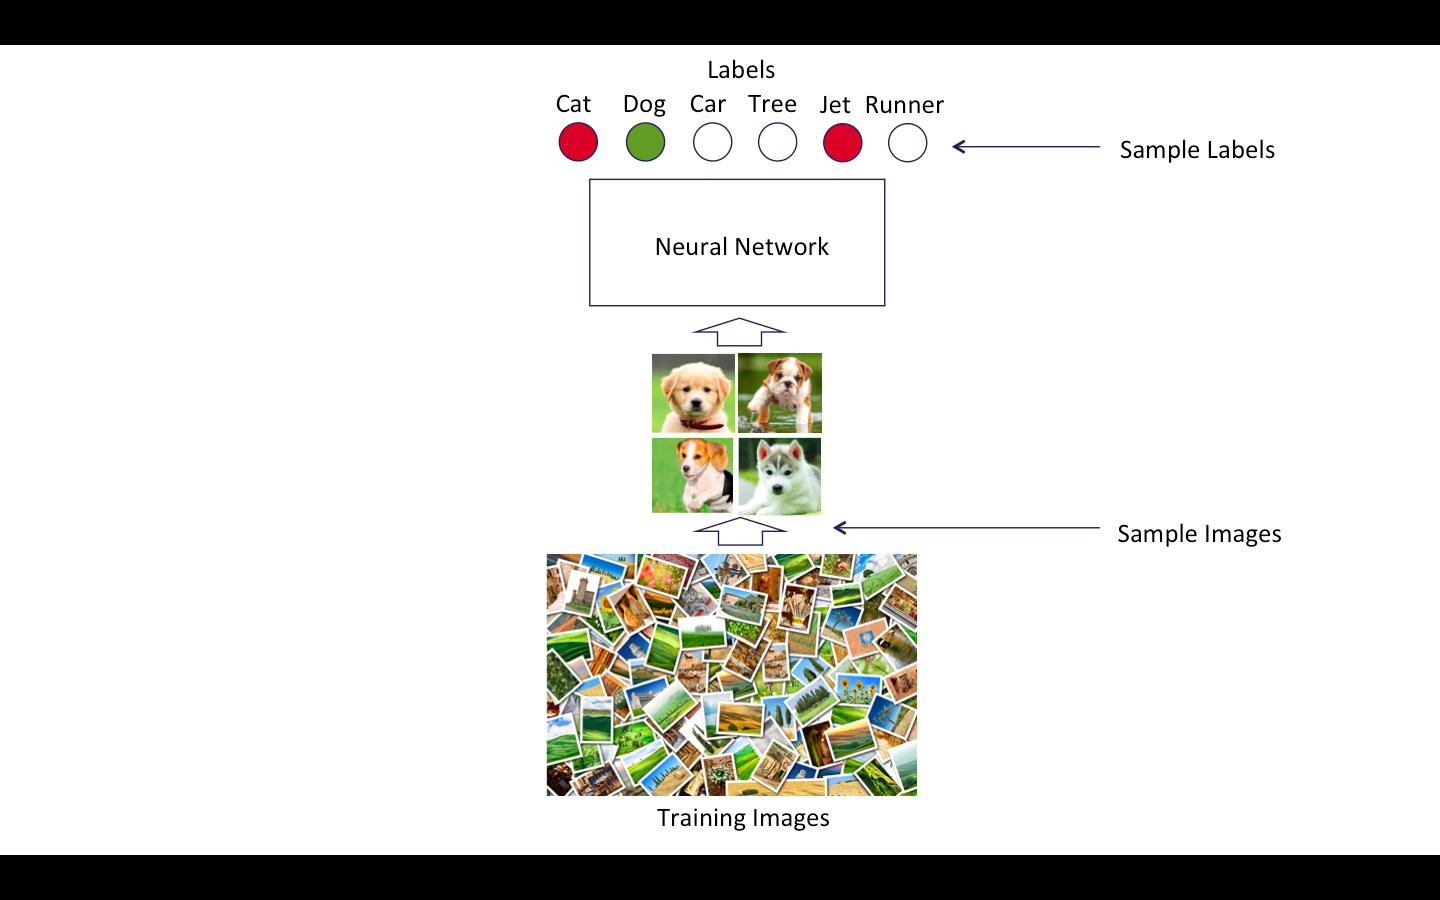 Labels
Cat Dog Car Tree Jet Runner
Sample Labels
Neural Network
Sample Images
Training Images